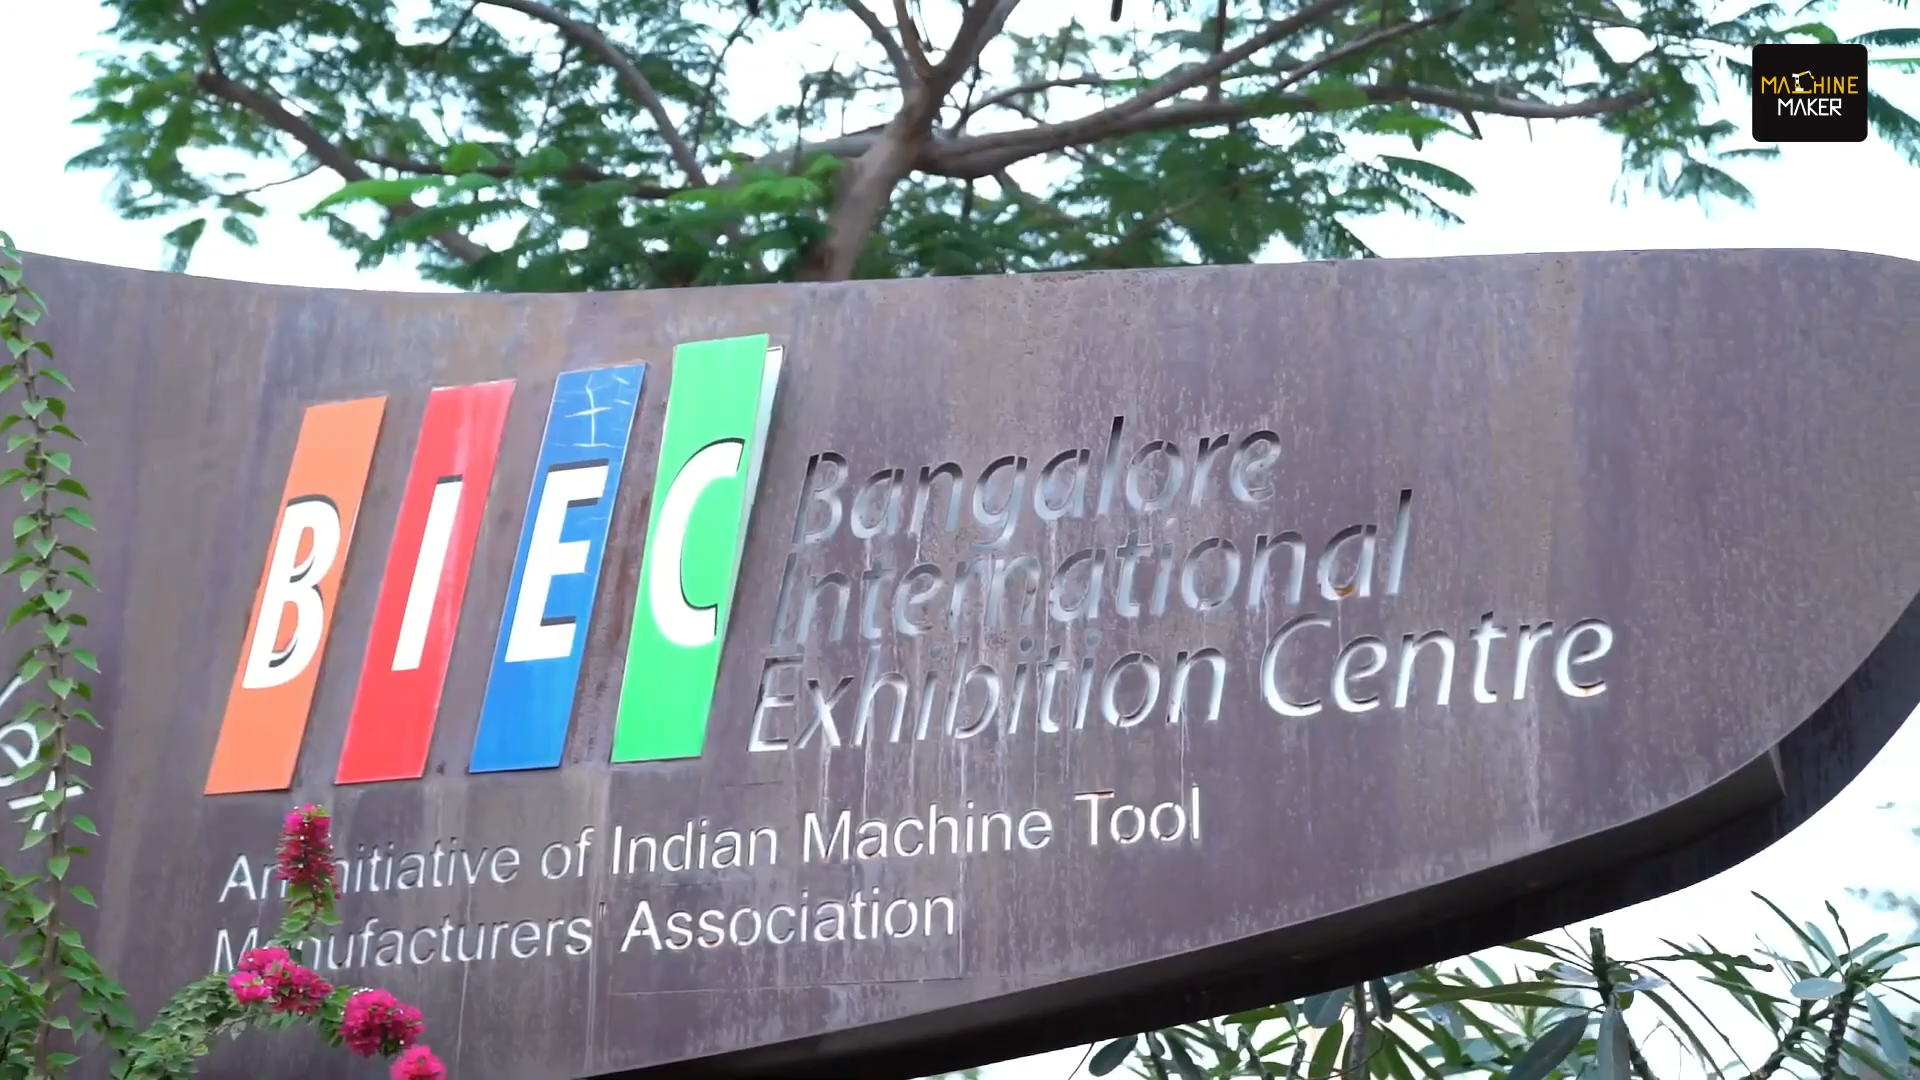 MACHINE
MAKER
BIEC
Bangalore
International
Exhibition Centre
An Initiative of Indian Machine Tool
Manufacturers' Association